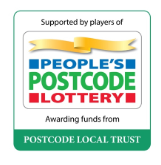 Supported by players of
PEOPLE'S
POSTCODE
LOTTERY
Awarding funds from
POSTCODE LOCAL TRUST